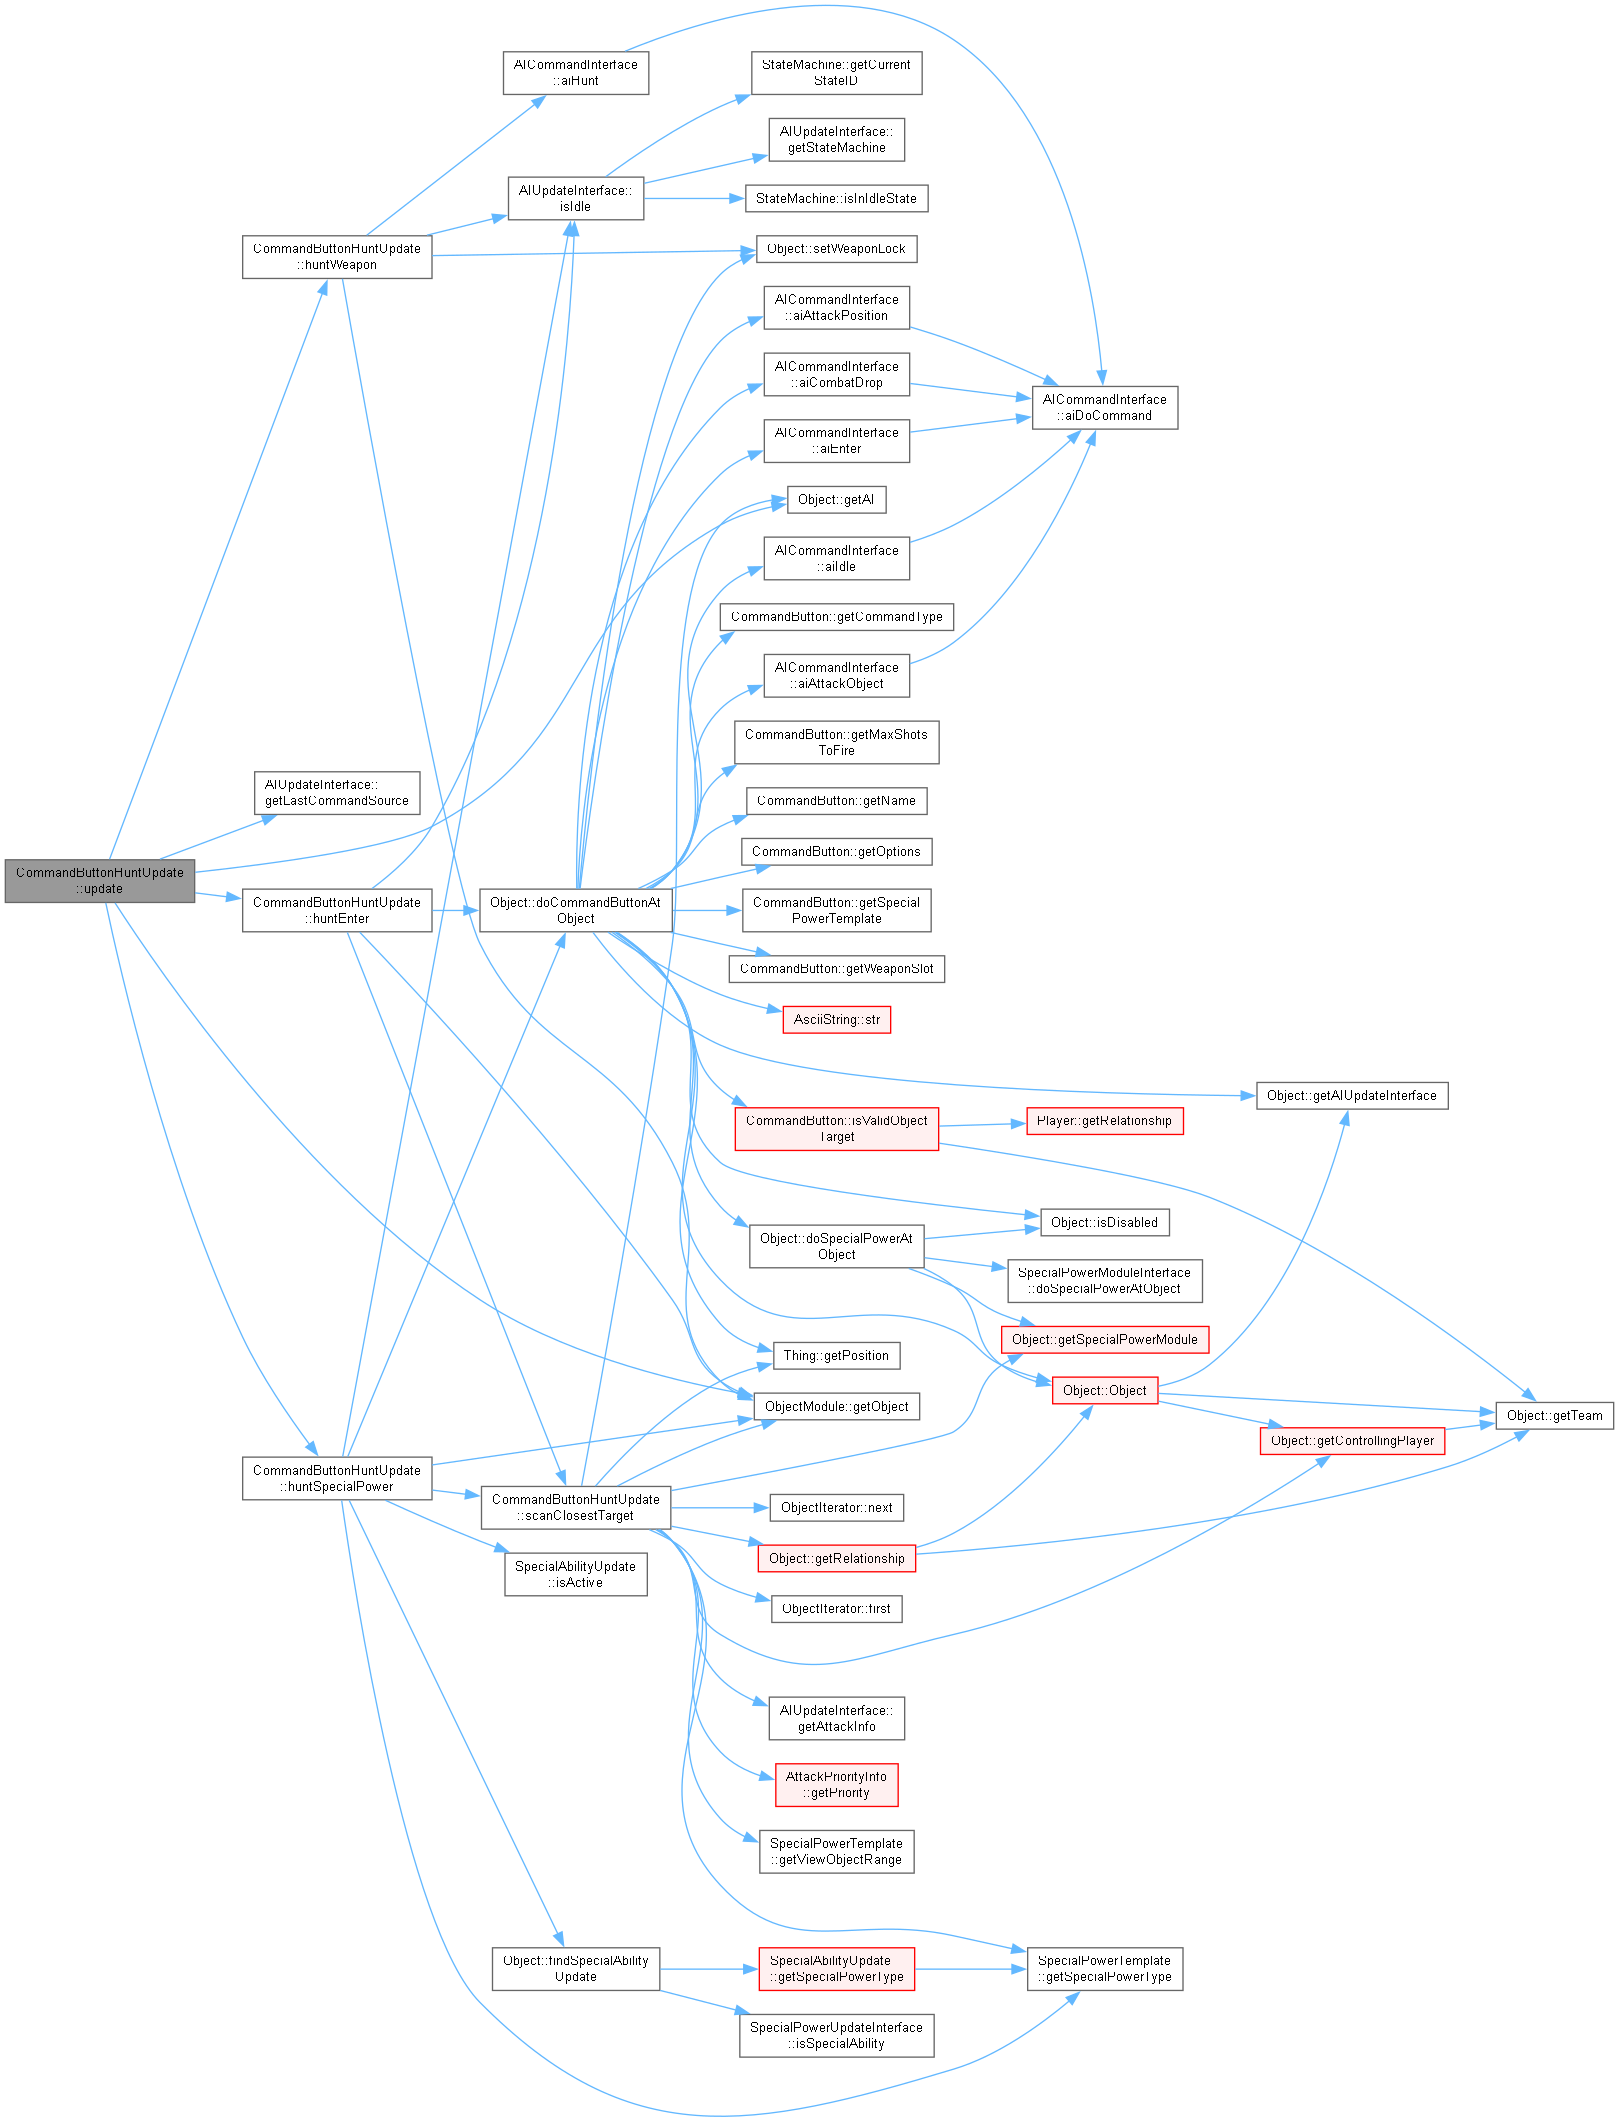 AICommandInterface
::aiHunt
StateMachine::getCurrent
StateID
AIUpdateInterface::
getStateMachine
AIUpdateInterface::
isIdle
StateMachine::isInIdleState
CommandButtonHuntUpdate
::huntWeapon
Object::setWeaponLock
AICommandInterface
::aiAttackPosition
AICommandInterface
::aiCombatDrop
AICommandInterface
::aiDoCommand
AICommandInterface
::aiEnter
Object::getAI
AICommandInterface
::aiIdle
CommandButton::getCommandType
AICommandInterface
::aiAttackObject
CommandButton::getMaxShots
ToFire
AIUpdateInterface::
getLastCommandSource
CommandButton::getName
CommandButton::getOptions
CommandButtonHuntUpdate
::update
CommandButtonHuntUpdate
::huntEnter
Object::doCommandButtonAt
Object
CommandButton::getSpecial
PowerTemplate
CommandButton::getWeaponSlot
AsciiString::str
Object::getAIUpdateInterface
CommandButton::isValidObject
Target
Player::getRelationship
Object::isDisabled
Object::doSpecialPowerAt
Object
SpecialPowerModuleInterface
::doSpecialPowerAtObject
Object::getSpecialPowerModule
Thing::getPosition
Object::Object
ObjectModule::getObject
Object::getTeam
Object::getControllingPlayer
CommandButtonHuntUpdate
::huntSpecialPower
CommandButtonHuntUpdate
::scanClosestTarget
ObjectIterator::next
Object::getRelationship
SpecialAbilityUpdate
::isActive
ObjectIterator::first
AIUpdateInterface::
getAttackInfo
AttackPriorityInfo
::getPriority
SpecialPowerTemplate
::getViewObjectRange
Object::findSpecialAbility
Update
SpecialAbilityUpdate
::getSpecialPowerType
SpecialPowerTemplate
::getSpecialPowerType
SpecialPowerUpdateInterface
::isSpecialAbility